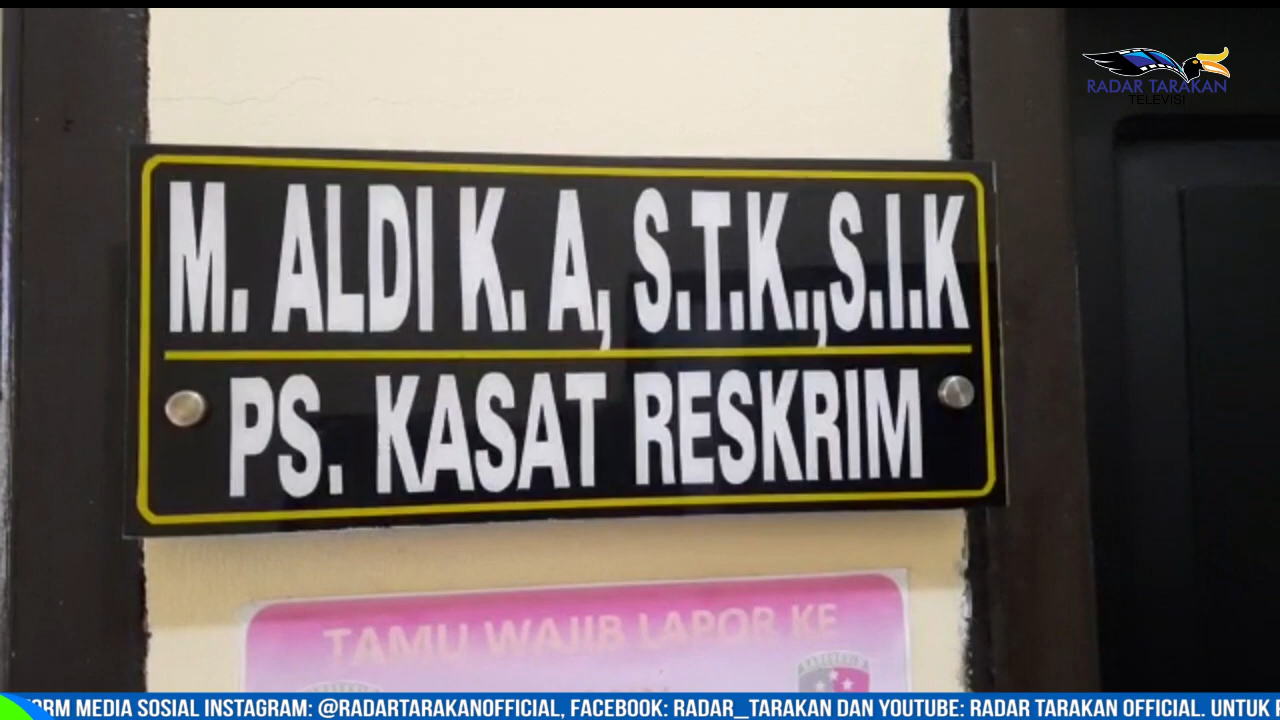 RADAR TARAKAN
TELEVISI
M. ALDI K. A, S.T.K.,,S.I.K
PS. KASAT RESKRIM
TAMU WAJIB LAPOR KE
FORM MEDIA SOSIAL INSTAGRAM: @RADARTARAKANOFFICIAL, FACEBOOK: RADAR_TARAKAN DAN YOUTUBE: RADAR TARAKAN OFFICIAL. UNTUK